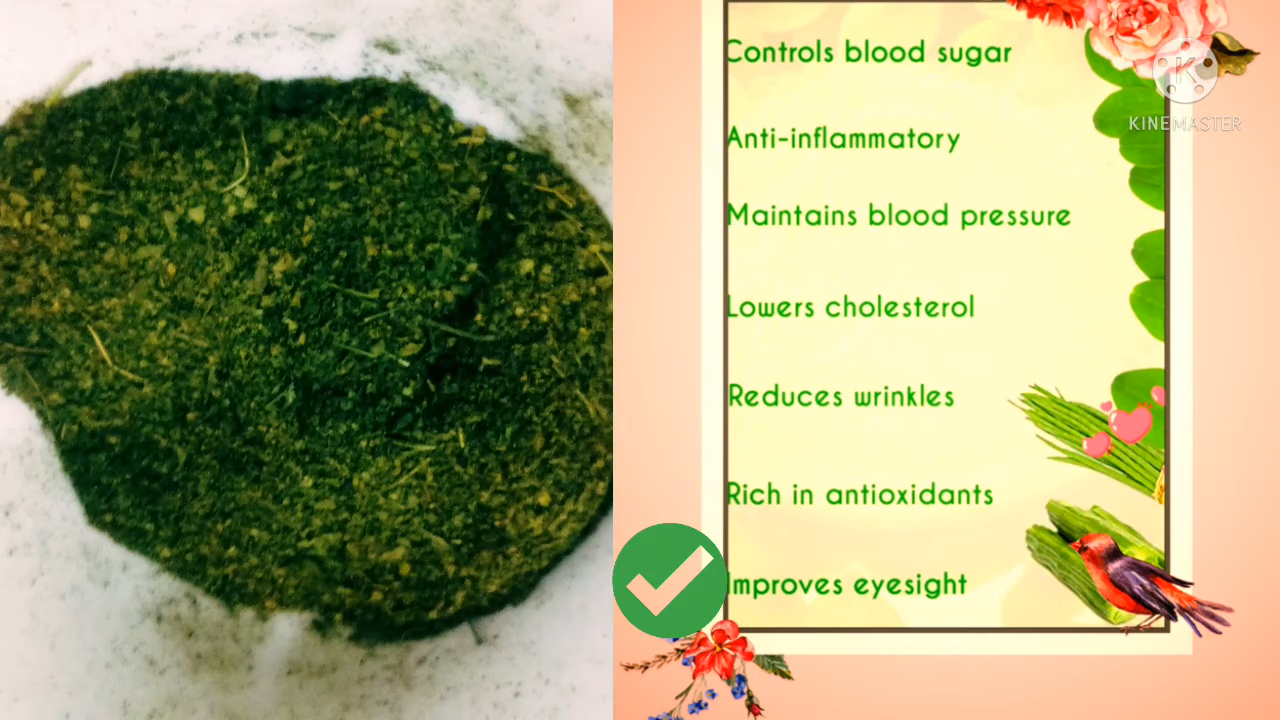 Controls blood sugar
K
KINEMASTER
Anti-inflammatory
Maintains blood pressure
Lowers cholesterol
Reduces wrinkles
Rich in antioxidants
Improves eyesight